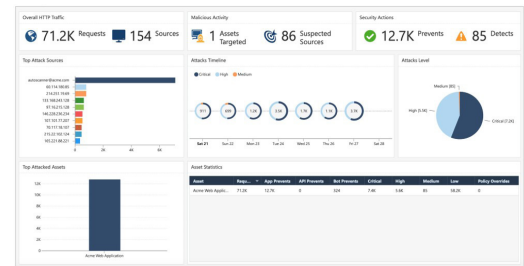 Overall HTTP Traffic
71.2K Requests 154 Sources
Malicious Activity
1 Assets Targeted
86 Suspected Sources
Security Actions
12.7K Prevents 85 Detects
Top Attack Sources
autoscanner@acme.com
0 2K 4K 6K
Attacks Timeline
Critical High Medium
Sat 21 Sun 22 Mon 23 Tue 24 Wed 25 Thu 26 Fri 27 Sat 28
Attacks Level
Medium (85)
High (5.6K)
Critical (7.2K)
Top Attacked Assets
12K
10K
8K
6K
4K
2K
0
Acme Web Application
Asset Statistics
Asset Requ... App Prevents API Prevents Bot Prevents Critical High Medium Low Policy Overrides
Acme Web Applic... 71.2K 12.7K 0 324 7.4K 5.6K 85 58.2K 0